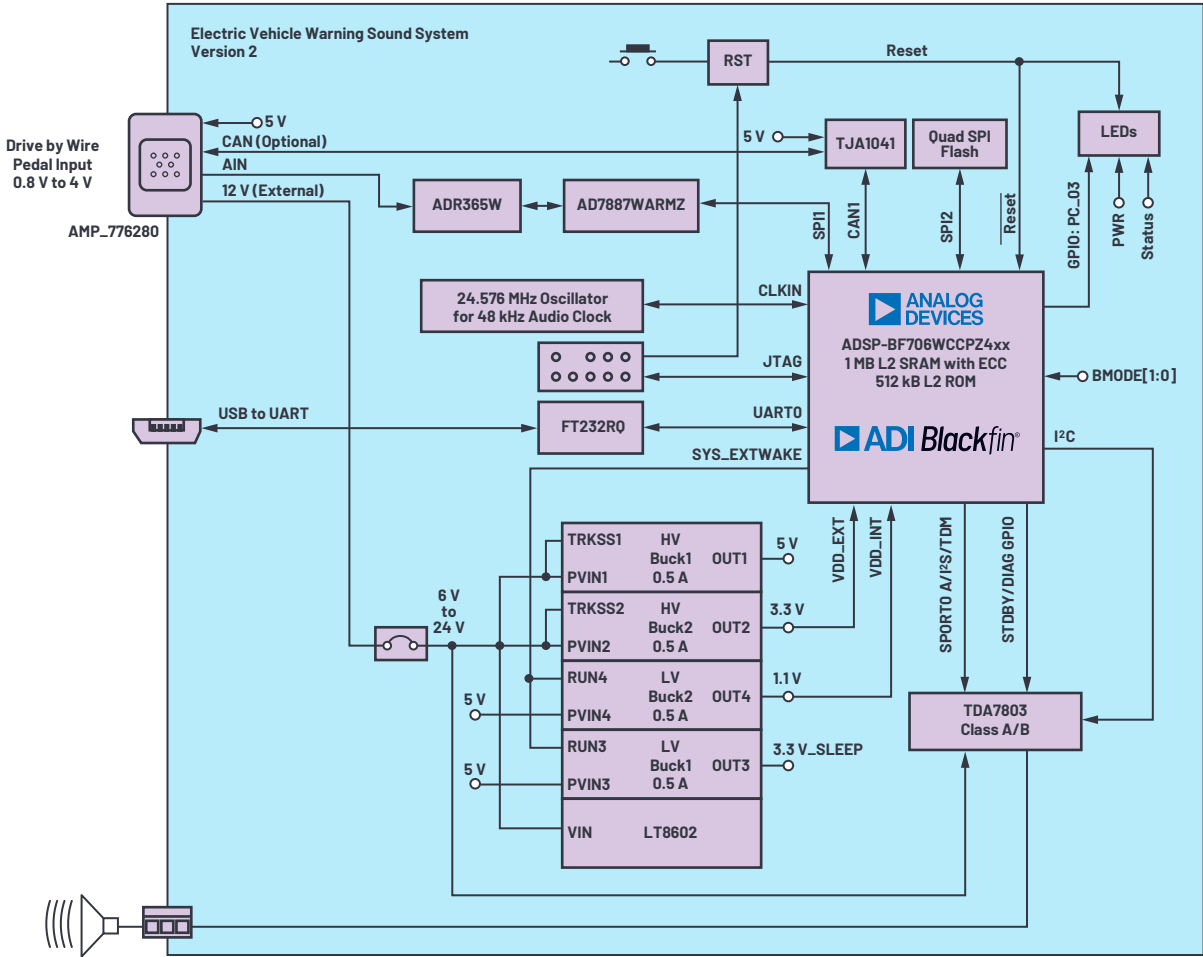 Electric Vehicle Warning Sound System
Version 2
RST
Reset
5 V
CAN (Optional)
AIN
12 V (External)
Drive by Wire
Pedal Input
0.8 V to 4 V
AMP_776280
5 V
TJA1041
Quad SPI
Flash
LEDs
ADR365W
AD7887WARMZ
SPI1
CAN1
SPI2
Reset
GPIO: PC_03
PWR
Status
24.576 MHz Oscillator
for 48 kHz Audio Clock
CLKIN
ANALOG
DEVICES
ADSP-BF706WCCPZ4xx
1 MB L2 SRAM with ECC
512 kB L2 ROM
JTAG
BMODE[1:0]
USB to UART
FT232RQ
UART0
ADI Blackfin®
SYS_EXTWAKE
I²C
TRKSS1
HV
Buck1
0.5 A
OUT1
PVIN1
5 V
VDD_EXT
VDD_INT
SPORT0 A/I²S/TDM
STDBY/DIAG GPIO
6 V
to
24 V
TRKSS2
HV
Buck2
0.5 A
OUT2
PVIN2
3.3 V
RUN4
LV
Buck2
0.5 A
OUT4
PVIN4
5 V
1.1 V
RUN3
LV
Buck1
0.5 A
OUT3
PVIN3
5 V
3.3 V_SLEEP
TDA7803
Class A/B
VIN
LT8602